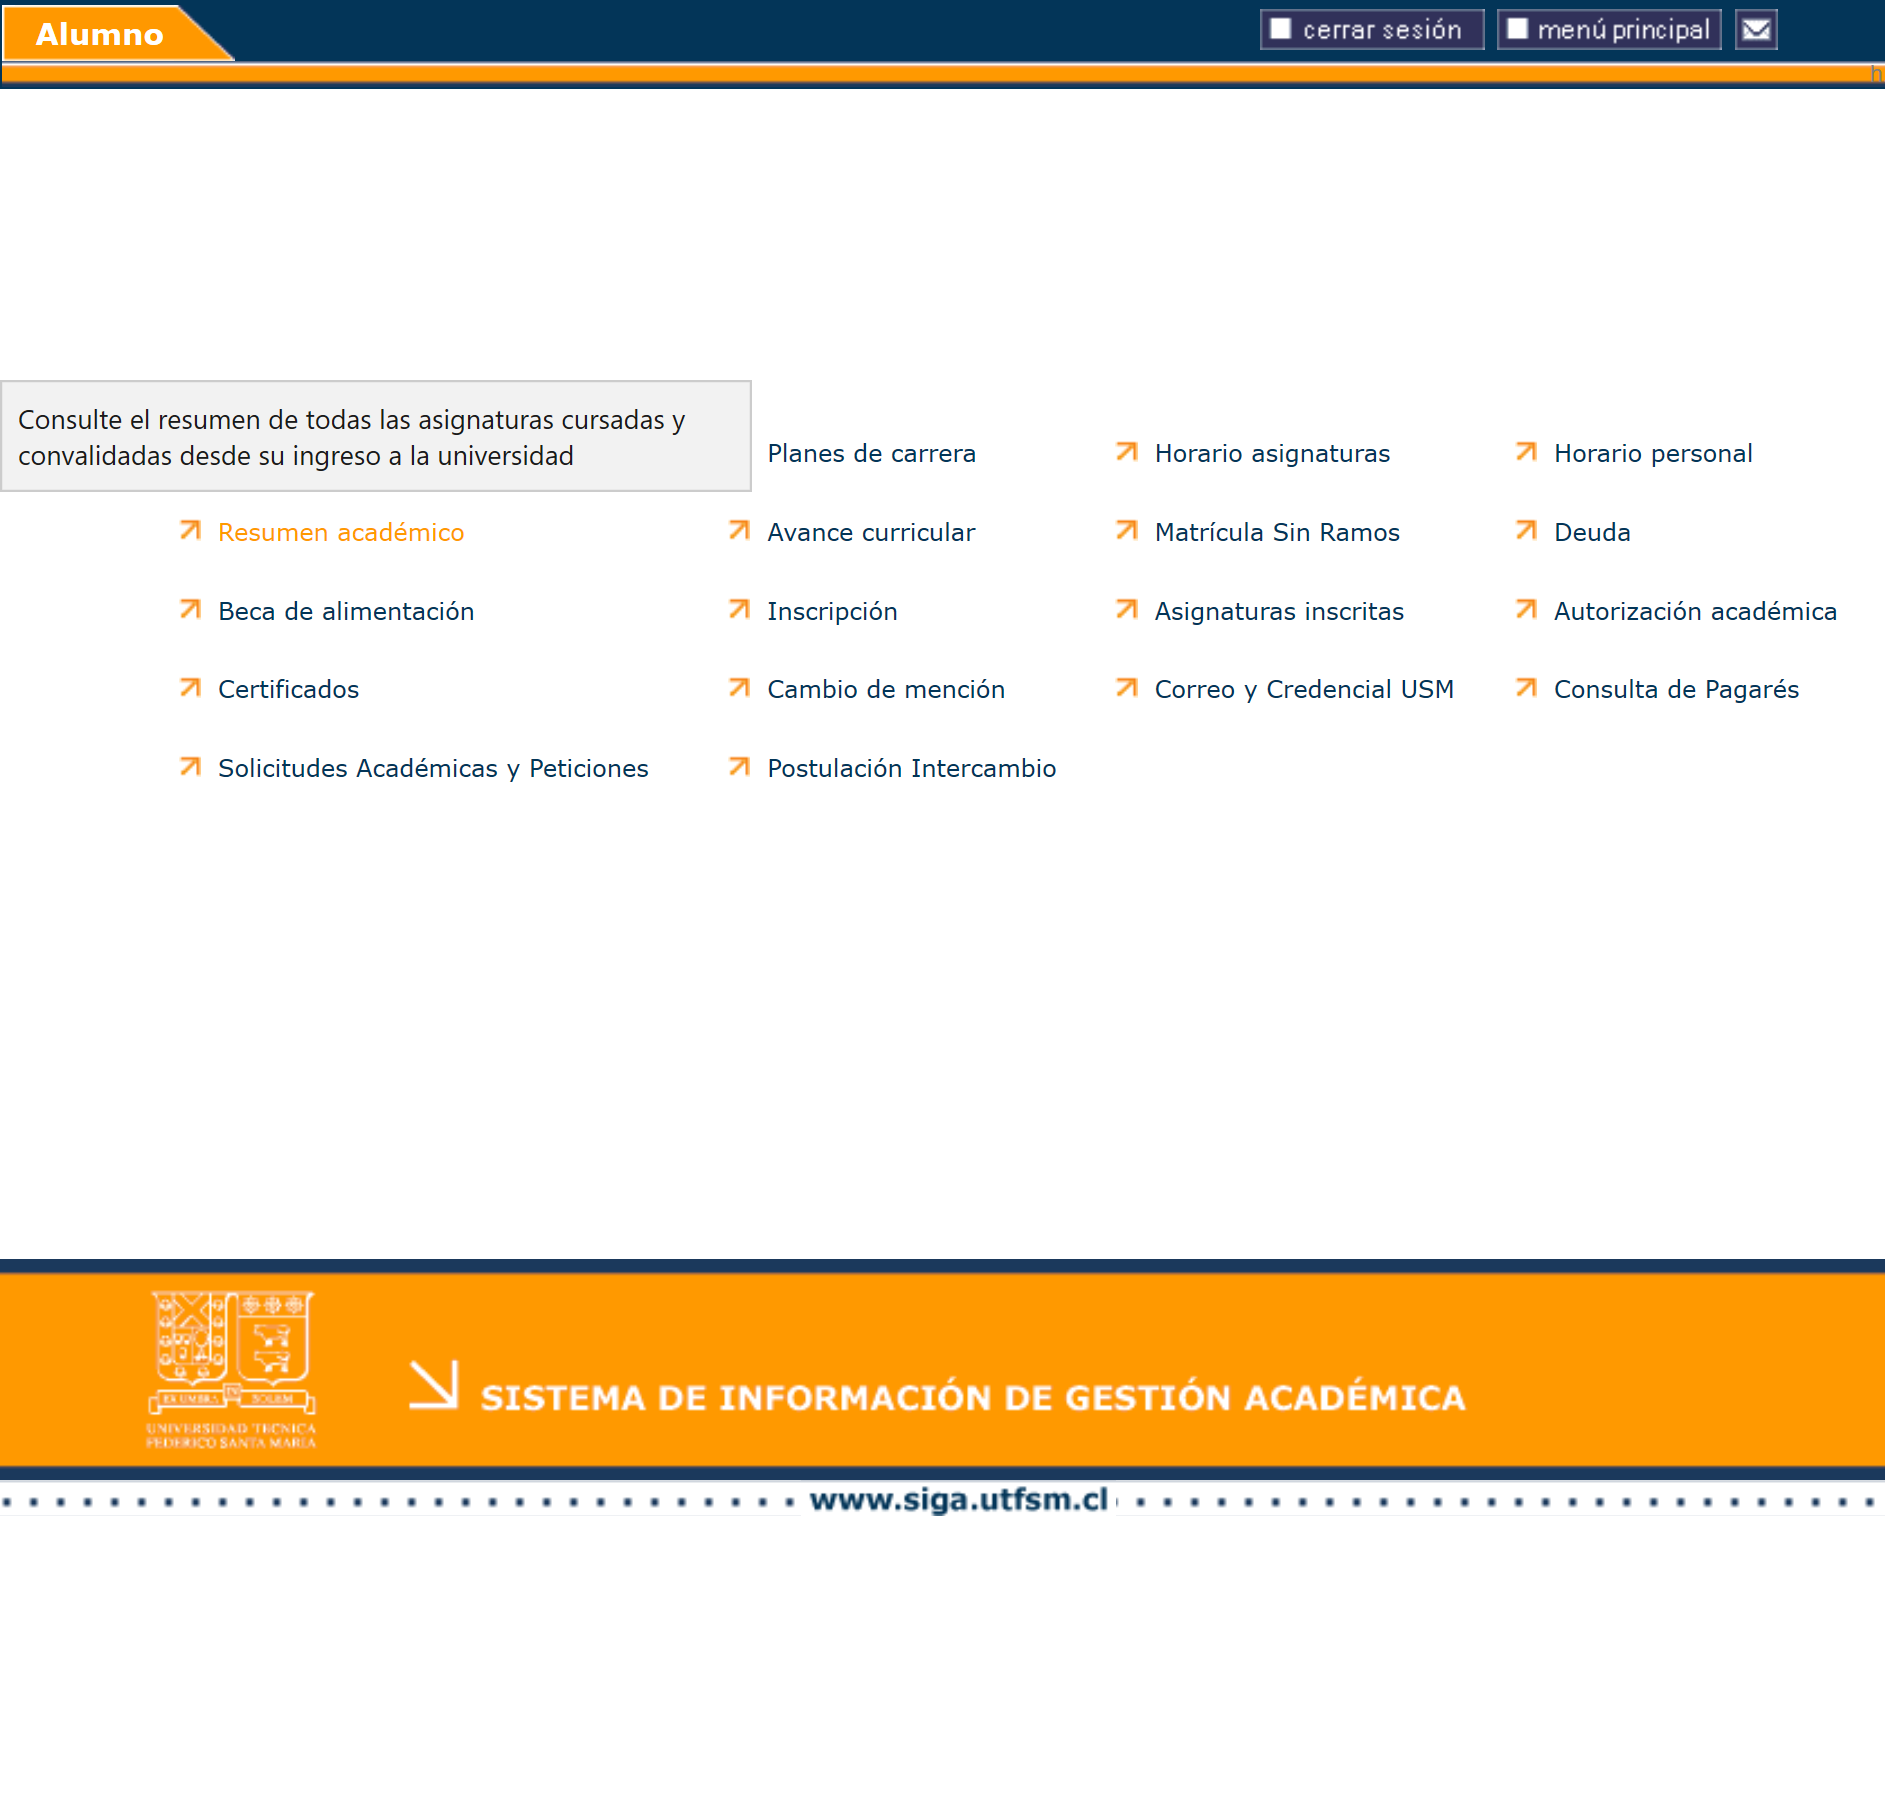 Alumno
cerrar sesión
menú principal
h
Consulte el resumen de todas las asignaturas cursadas y
convalidadas desde su ingreso a la universidad
Planes de carrera
Horario asignaturas
Horario personal
Resumen académico
Avance curricular
Matrícula Sin Ramos
Deuda
Beca de alimentación
Inscripción
Asignaturas inscritas
Autorización académica
Certificados
Cambio de mención
Correo y Credencial USM
Consulta de Pagarés
Solicitudes Académicas y Peticiones
Postulación Intercambio
EX UMBRA IN SOLEM
UNIVERSIDAD TECNICA
FEDERICO SANTA MARIA
SISTEMA DE INFORMACIÓN DE GESTIÓN ACADÉMICA
www.siga.utfsm.cl